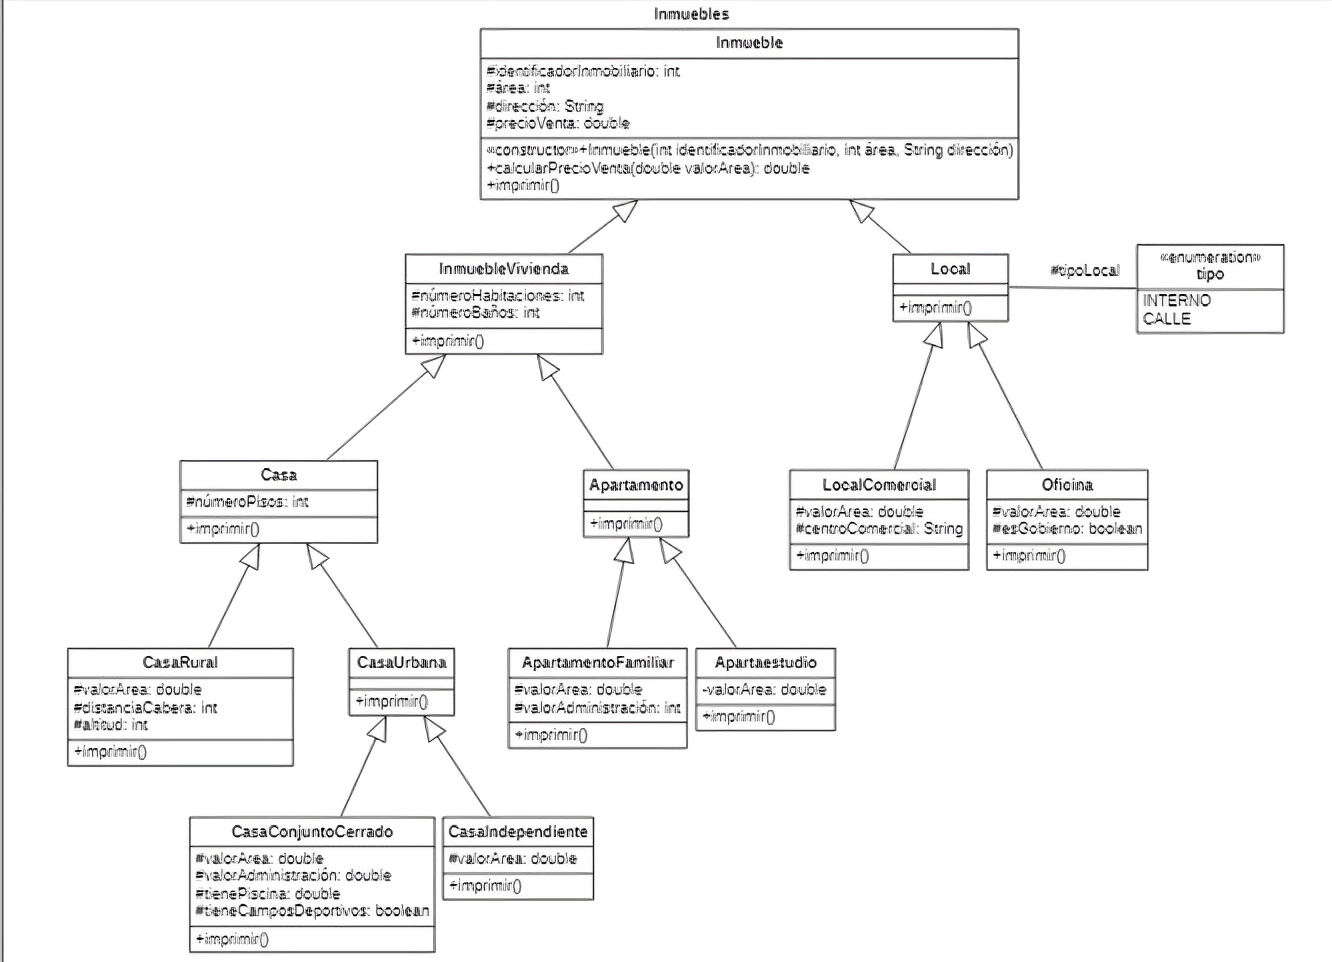 Inmuebles
Inmueble
#identificadorInmobiliario: int
#área: int
#dirección: String
#precioVenta: double
«constructor»+Inmueble(int identificadorInmobiliario, int área, String dirección)
+calcularPrecioVenta(double valorArea): double
+imprimir()
InmuebleVivienda
#númeroHabitaciones: int
#númeroBaños: int
+imprimir()
Local
+imprimir()
#tipoLocal
«enumeration»
tipo
INTERNO
CALLE
Casa
#númeroPisos: int
+imprimir()
Apartamento
+imprimir()
LocalComercial
#valorArea: double
#centroComercial: String
+imprimir()
Oficina
#valorArea: double
#esGobierno: boolean
+imprimir()
CasaRural
#valorArea: double
#distanciaCabera: int
#altitud: int
+imprimir()
CasaUrbana
+imprimir()
ApartamentoFamiliar
#valorArea: double
#valorAdministración: int
+imprimir()
Apartaestudio
-valorArea: double
+imprimir()
CasaConjuntoCerrado
#valorArea: double
#valorAdministración: double
#tienePiscina: double
#tieneCamposDeportivos: boolean
+imprimir()
CasaIndependiente
#valorArea: double
+imprimir()